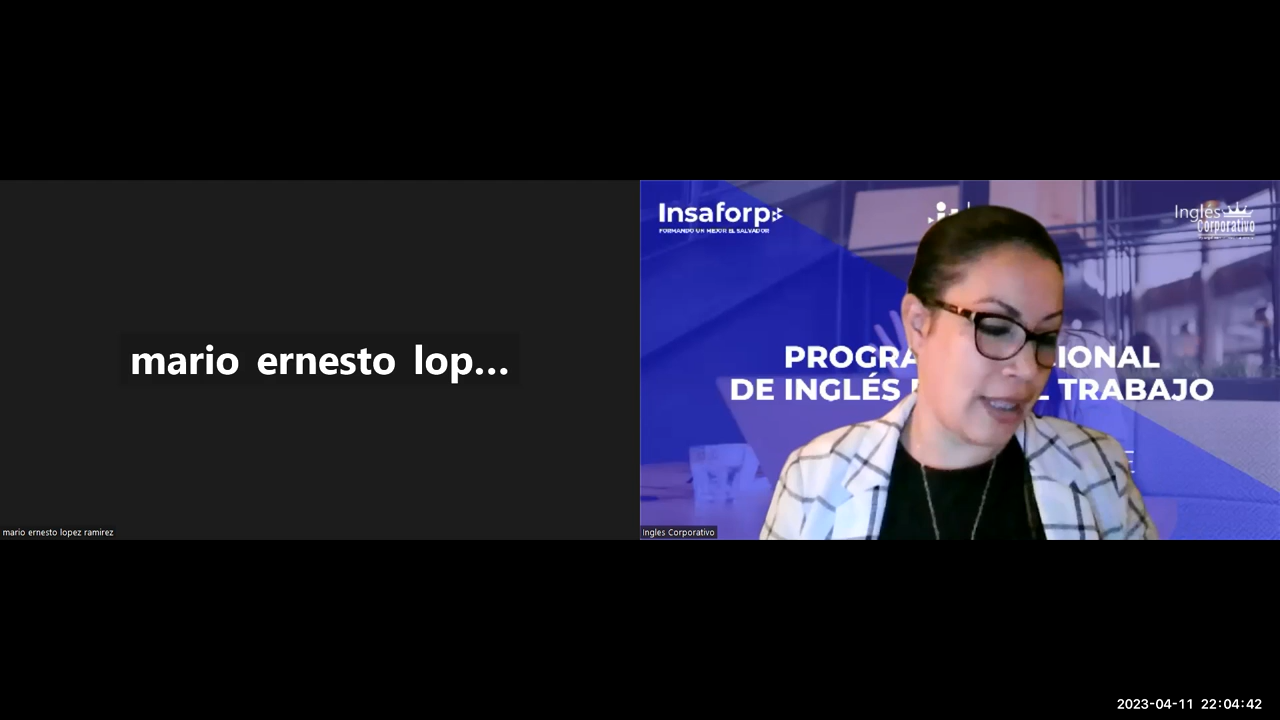 mario ernesto lop...
mario ernesto lopez ramirez
Insaforp
FORMANDO UN MEJOR EL SALVADOR
Inglés
Corporativo
PROGRA IONAL
DE INGLÉS L TRABAJO
Ingles Corporativo
2023-04-11 22:04:42